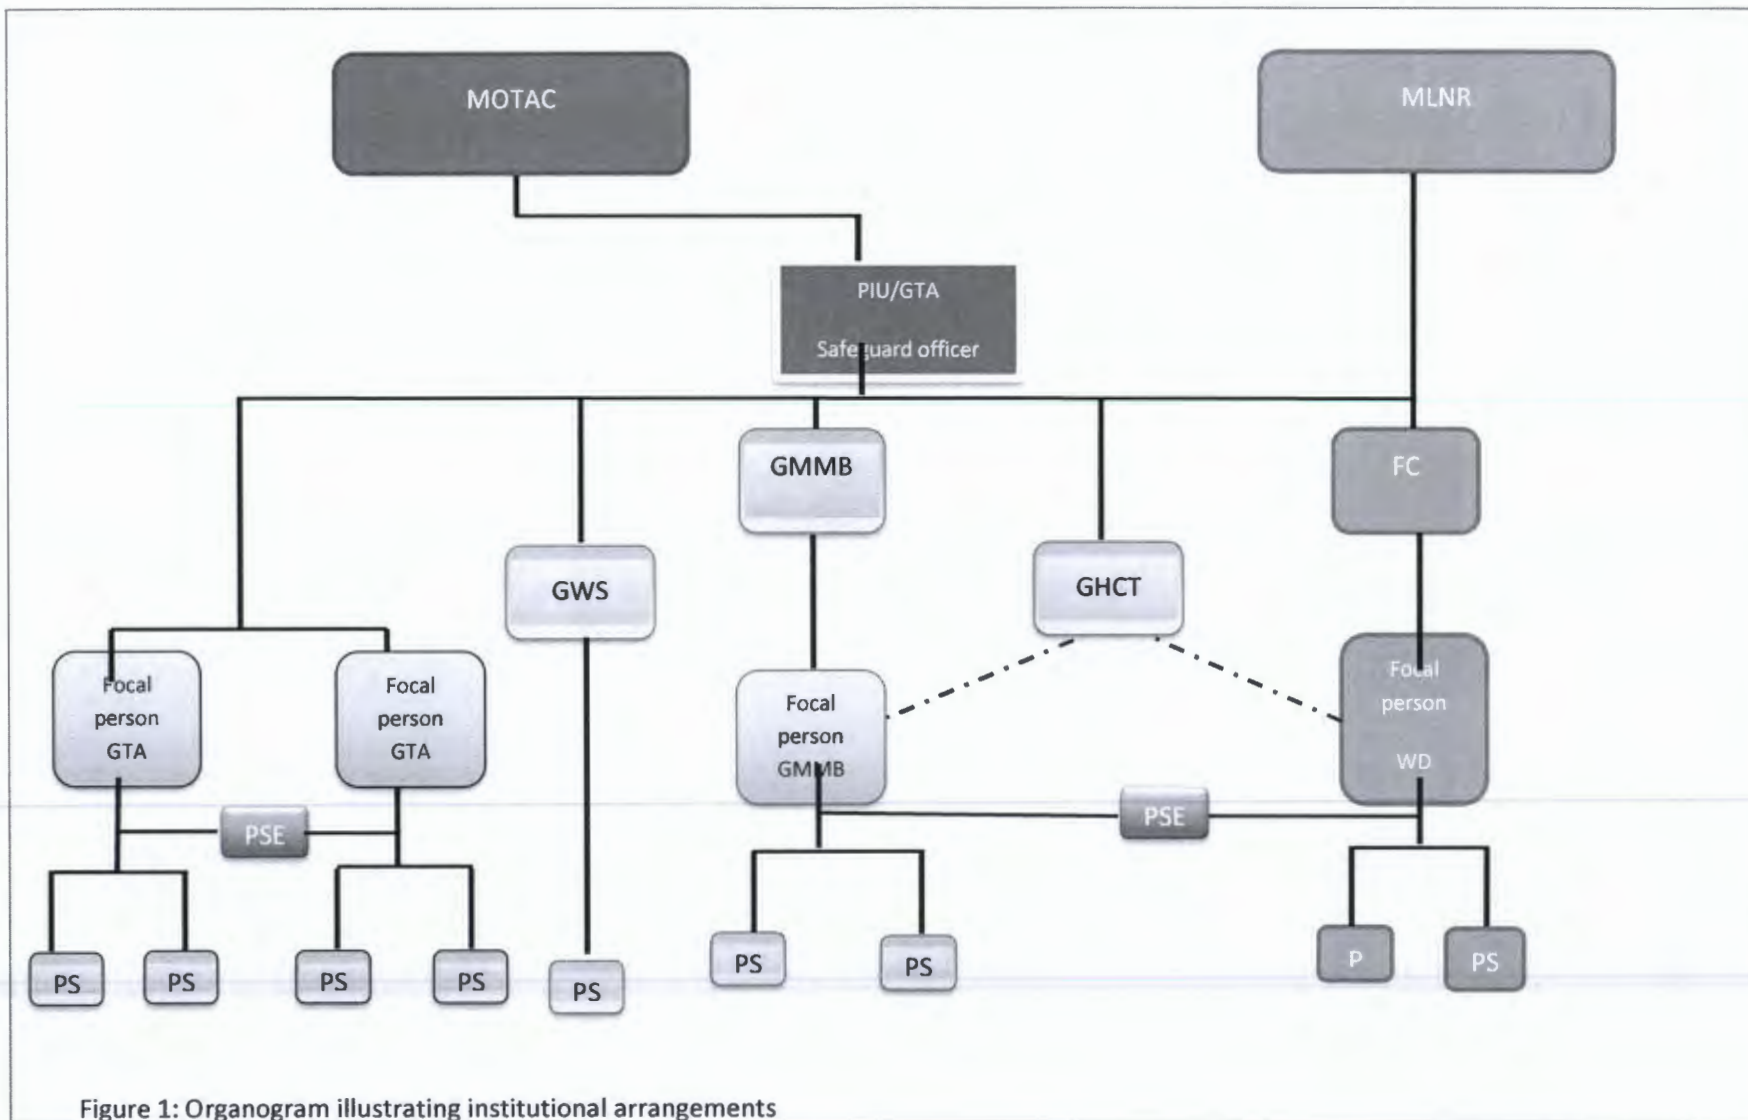 MOTAC
MLNR
PIU/GTA
Safeguard officer
GMMB
FC
GWS
GHCT
Focal
person
GTA
Focal
person
GTA
Focal
person
GMMB
Focal
person
WD
PSE
PSE
PS
PS
PS
PS
PS
PS
PS
P
PS
Figure 1: Organogram illustrating institutional arrangements